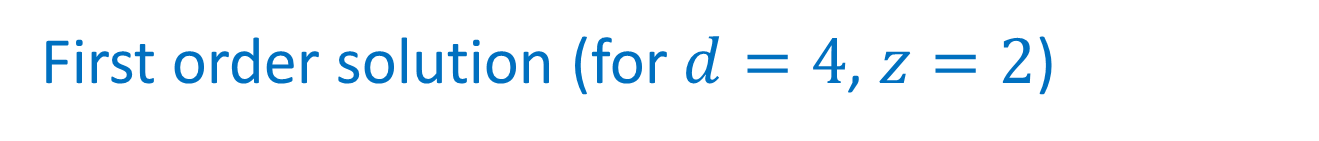 First order solution (for 𝑑 = 4, 𝑧 = 2)